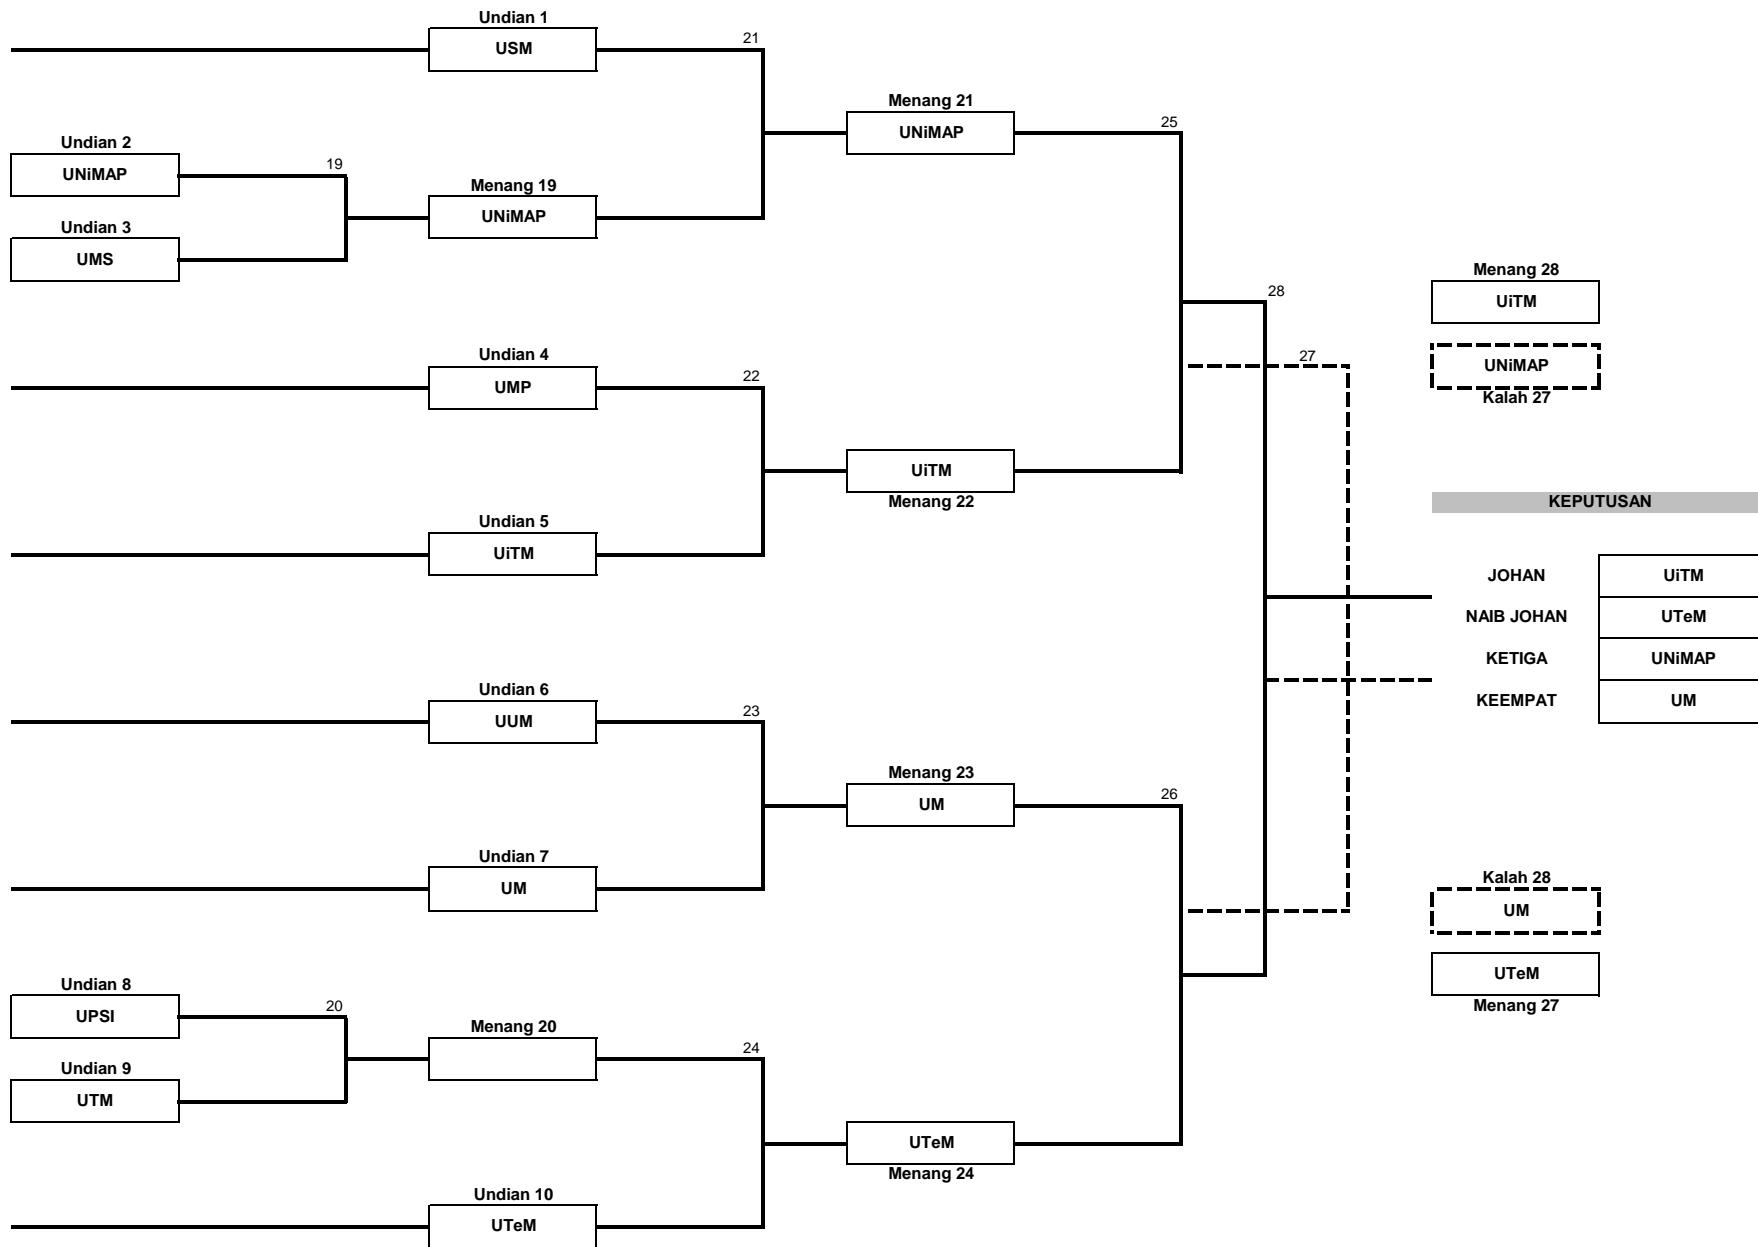 Undian 1
USM
21
Menang 21
UNiMAP
25
Undian 2
UNiMAP
19
Menang 19
UNiMAP
Undian 3
UMS
Menang 28
UiTM
28
27
UNiMAP
Kalah 27
Undian 4
UMP
22
UiTM
Menang 22
KEPUTUSAN
Undian 5
UiTM
JOHAN UiTM
NAIB JOHAN UTeM
KETIGA UNiMAP
KEEMPAT UM
Undian 6
UUM
23
Menang 23
UM
26
Undian 7
UM
Kalah 28
UM
UTeM
Menang 27
Undian 8
UPSI
20
Menang 20
24
Undian 9
UTM
UTeM
Menang 24
Undian 10
UTeM